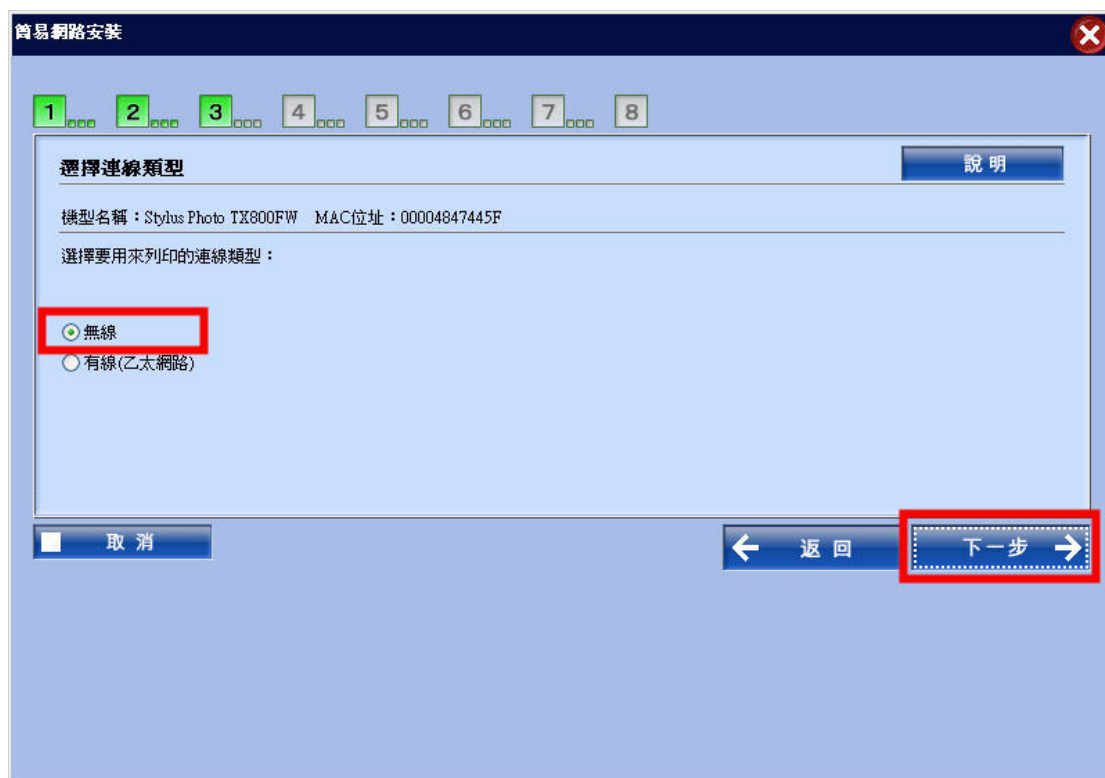 簡易網路安裝
1 2 3 4 5 6 7 8
選擇連線類型
說明
機型名稱：Stylus Photo TX800FW MAC位址：00004847445F
選擇要用來列印的連線類型：
無線
有線(乙太網路)
取消
返回
下一步